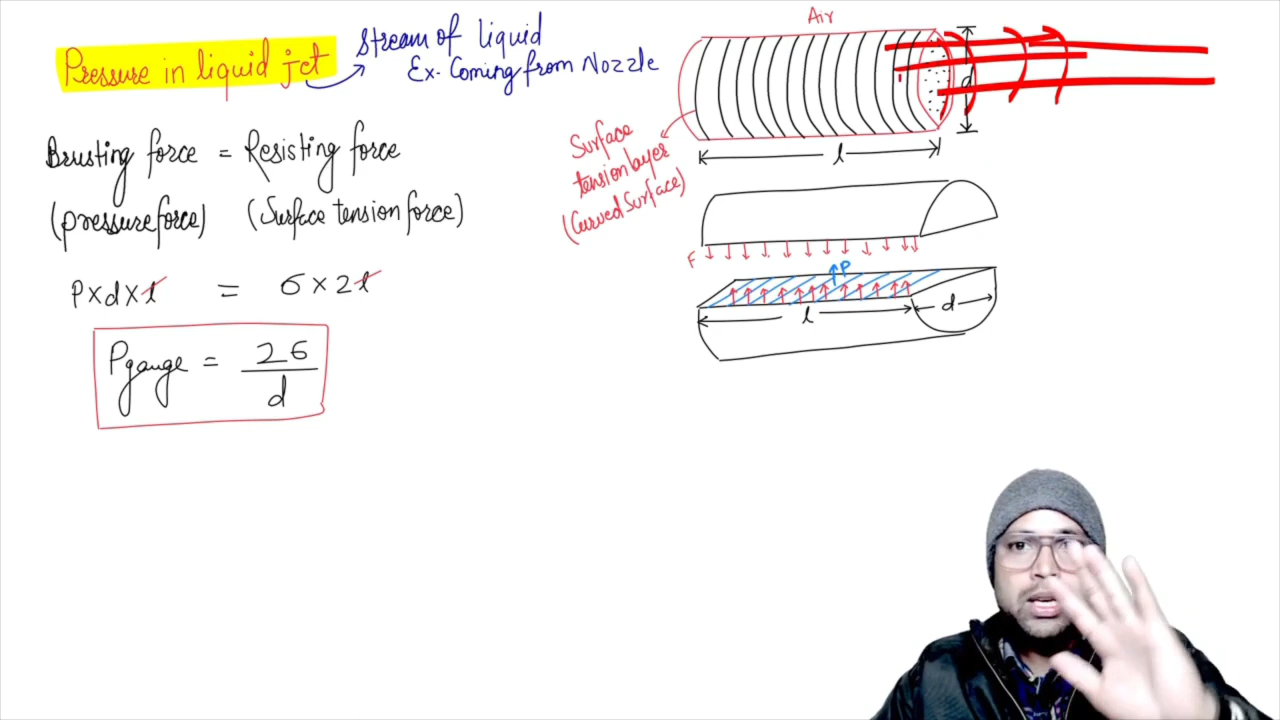 Pressure in liquid jet
Stream of liquid
Ex- Coming from Nozzle
Brusting force = Resisting force
(pressure force) (Surface tension force)
P × d × l = σ × 2l
Pgauge = 2σ / d
Air
d
l
Surface
tension layer
(Curved Surface)
F
P
l
d